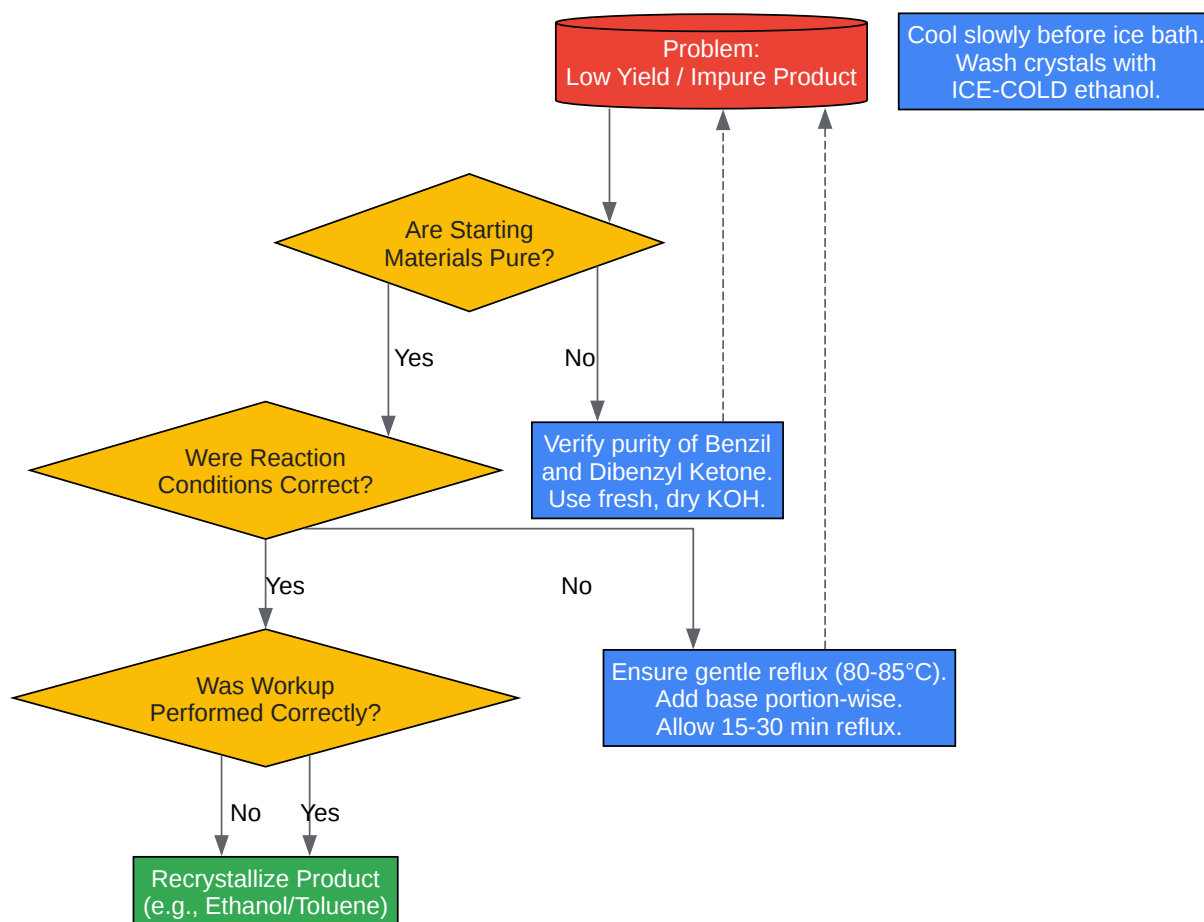 Problem:
Low Yield / Impure Product
Cool slowly before ice bath.
Wash crystals with
ICE-COLD ethanol.
Are Starting
Materials Pure?
Yes
No
Were Reaction
Conditions Correct?
Verify purity of Benzil
and Dibenzyl Ketone.
Use fresh, dry KOH.
Yes
No
Was Workup
Performed Correctly?
Ensure gentle reflux (80-85°C).
Add base portion-wise.
Allow 15-30 min reflux.
No
Yes
Recrystallize Product
(e.g., Ethanol/Toluene)